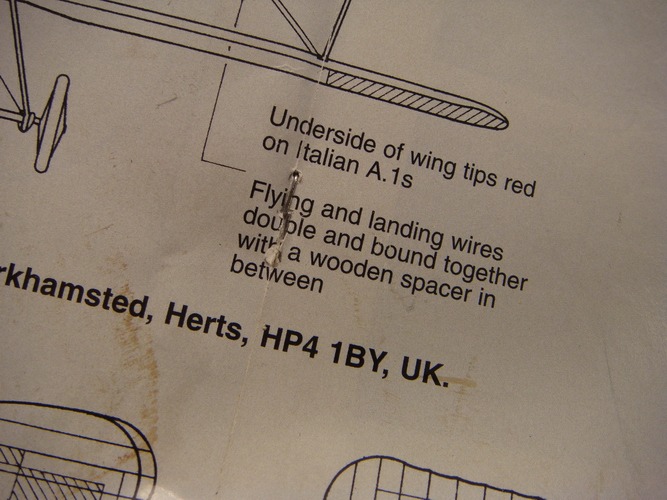 Underside of wing tips red
on Italian A.1s
Flying and landing wires
double and bound together
with a wooden spacer in
between
rkhamsted, Herts, HP4 1BY, UK.